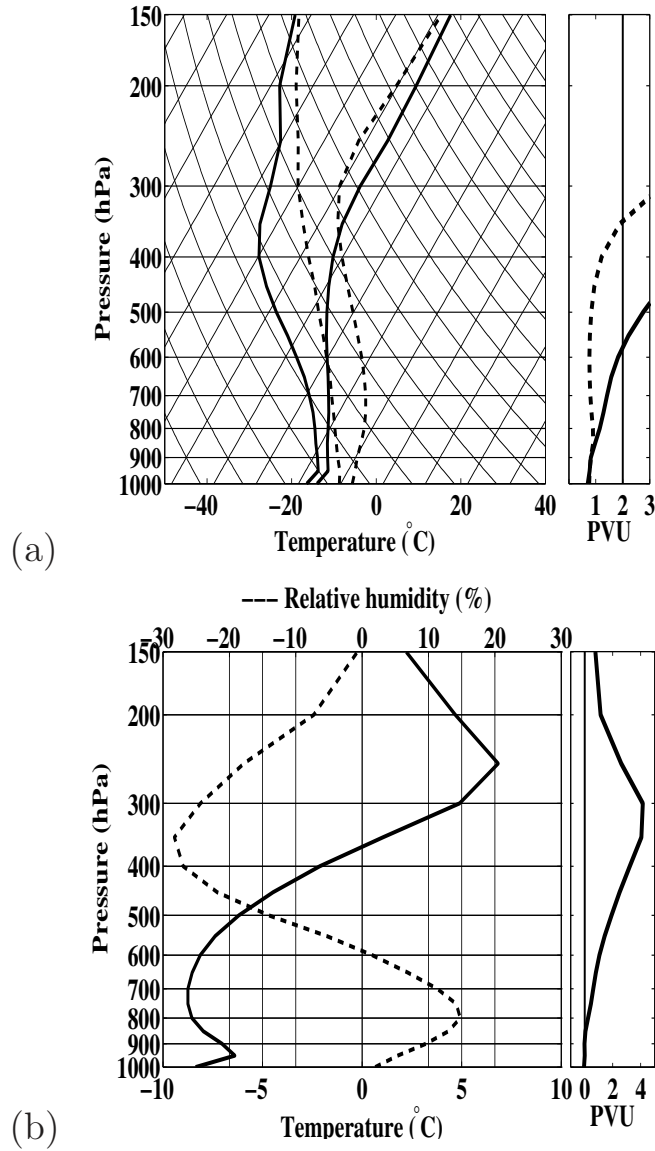 150
200
300
400
500
600
700
800
900
1000
Pressure (hPa)
−40 −20 0 20 40
Temperature (°C)
1 2 3
PVU
(a)
--- Relative humidity (%)
−30 −20 −10 0 10 20 30
150
200
300
400
500
600
700
800
900
1000
Pressure (hPa)
−10 −5 0 5 10
Temperature (°C)
0 2 4
PVU
(b)